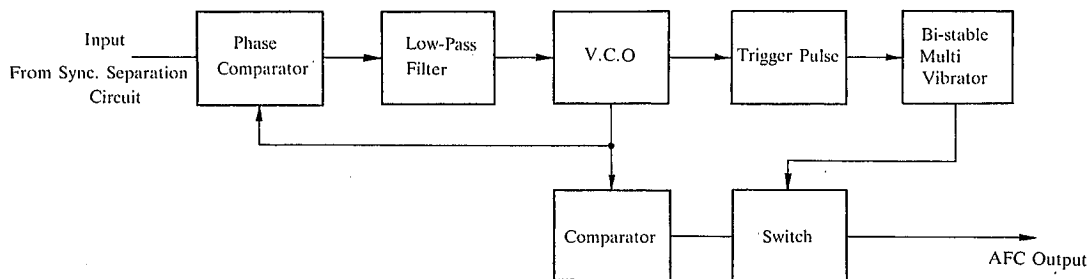 Input
From Sync. Separation
Circuit
Phase
Comparator
Low-Pass
Filter
V.C.O
Trigger Pulse
Bi-stable
Multi
Vibrator
Comparator
Switch
AFC Output